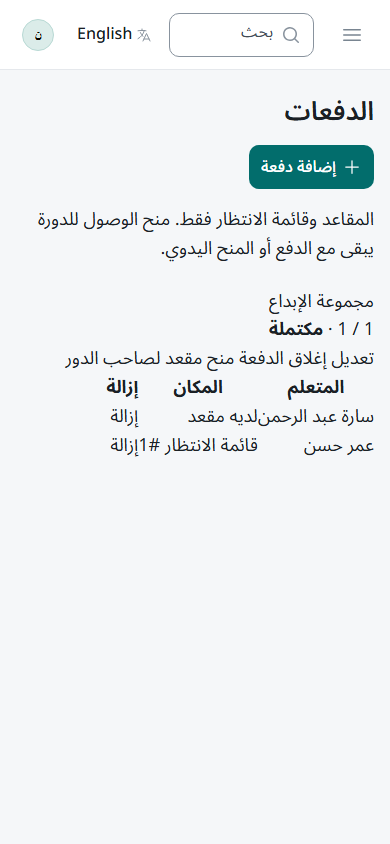 بحث
English
ن
الدفعات
إضافة دفعة
المقاعد وقائمة الانتظار فقط. منح الوصول للدورة
يبقى مع الدفع أو المنح اليدوي.
مجموعة الإبداع
1 / 1 · مكتملة
تعديل إغلاق الدفعة منح مقعد لصاحب الدور
المتعلم المكان إزالة
سارة عبد الرحمن لديه مقعد إزالة
عمر حسن قائمة الانتظار #1 إزالة